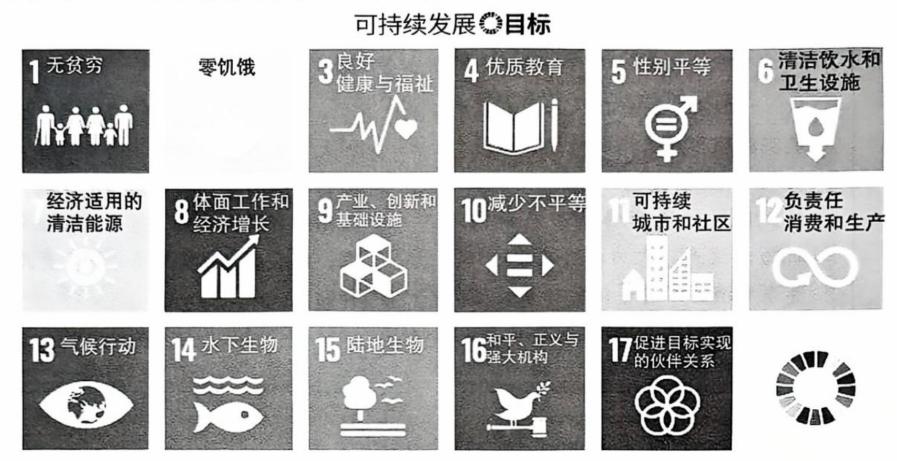 可持续发展目标
1 无贫穷
零饥饿
3 良好
健康与福祉
4 优质教育
5 性别平等
6 清洁饮水和
卫生设施
7 经济适用的
清洁能源
8 体面工作和
经济增长
9 产业、创新和
基础设施
10 减少不平等
11 可持续
城市和社区
12 负责任
消费和生产
13 气候行动
14 水下生物
15 陆地生物
16 和平、正义与
强大机构
17 促进目标实现
的伙伴关系